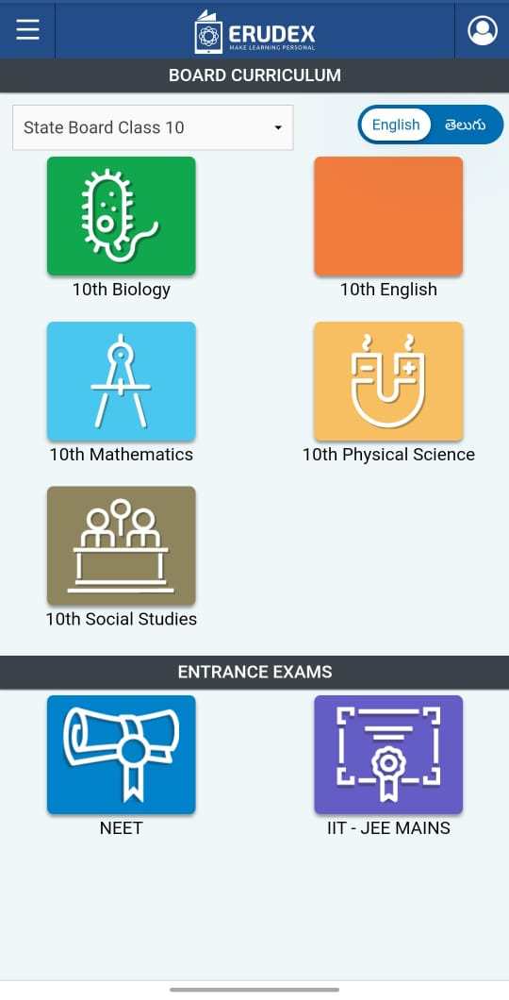 ERUDEX
MAKE LEARNING PERSONAL
BOARD CURRICULUM
State Board Class 10
English తెలుగు
10th Biology
10th English
10th Mathematics
10th Physical Science
10th Social Studies
ENTRANCE EXAMS
NEET
IIT - JEE MAINS